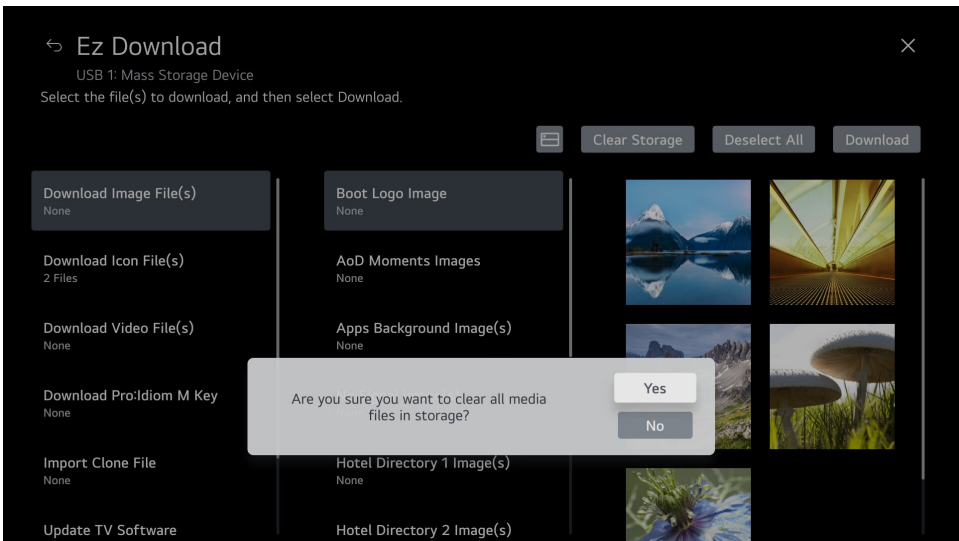 Ez Download
USB 1: Mass Storage Device
Select the file(s) to download, and then select Download.
Clear Storage
Deselect All
Download
Download Image File(s)
None
Download Icon File(s)
2 Files
Download Video File(s)
None
Download Pro:Idiom M Key
None
Import Clone File
None
Update TV Software
Boot Logo Image
None
AoD Moments Images
None
Apps Background Image(s)
None
Hotel Directory 1 Image(s)
None
Hotel Directory 2 Image(s)
Are you sure you want to clear all media
files in storage?
Yes
No